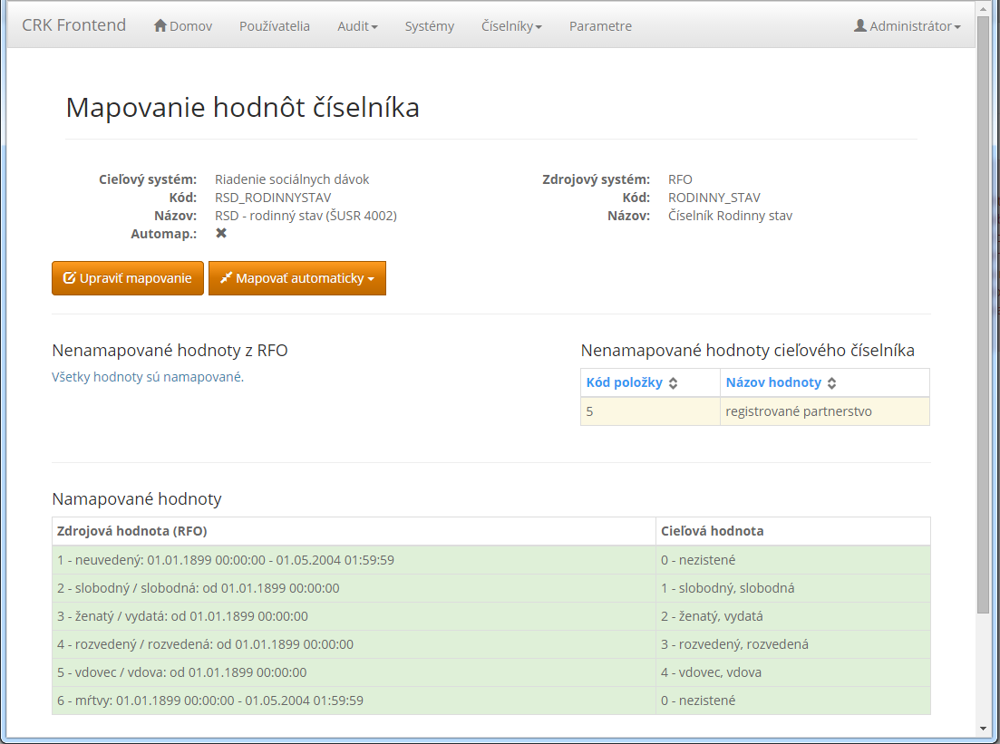 CRK Frontend Domov Používatelia Audit Systémy Číselníky Parametre Administrátor
Mapovanie hodnôt číselníka
Cieľový systém: Riadenie sociálnych dávok
Kód: RSD_RODINNYSTAV
Názov: RSD - rodinný stav (ŠUSR 4002)
Automap.:
Zdrojový systém: RFO
Kód: RODINNY_STAV
Názov: Číselník Rodinny stav
Upraviť mapovanie Mapovať automaticky
Nenamapované hodnoty z RFO
Všetky hodnoty sú namapované.
Nenamapované hodnoty cieľového číselníka
Kód položky Názov hodnoty
5 registrované partnerstvo
Namapované hodnoty
Zdrojová hodnota (RFO) Cieľová hodnota
1 - neuvedený: 01.01.1899 00:00:00 - 01.05.2004 01:59:59 0 - nezistené
2 - slobodný / slobodná: od 01.01.1899 00:00:00 1 - slobodný, slobodná
3 - ženatý / vydatá: od 01.01.1899 00:00:00 2 - ženatý, vydatá
4 - rozvedený / rozvedená: od 01.01.1899 00:00:00 3 - rozvedený, rozvedená
5 - vdovec / vdova: od 01.01.1899 00:00:00 4 - vdovec, vdova
6 - mŕtvy: 01.01.1899 00:00:00 - 01.05.2004 01:59:59 0 - nezistené